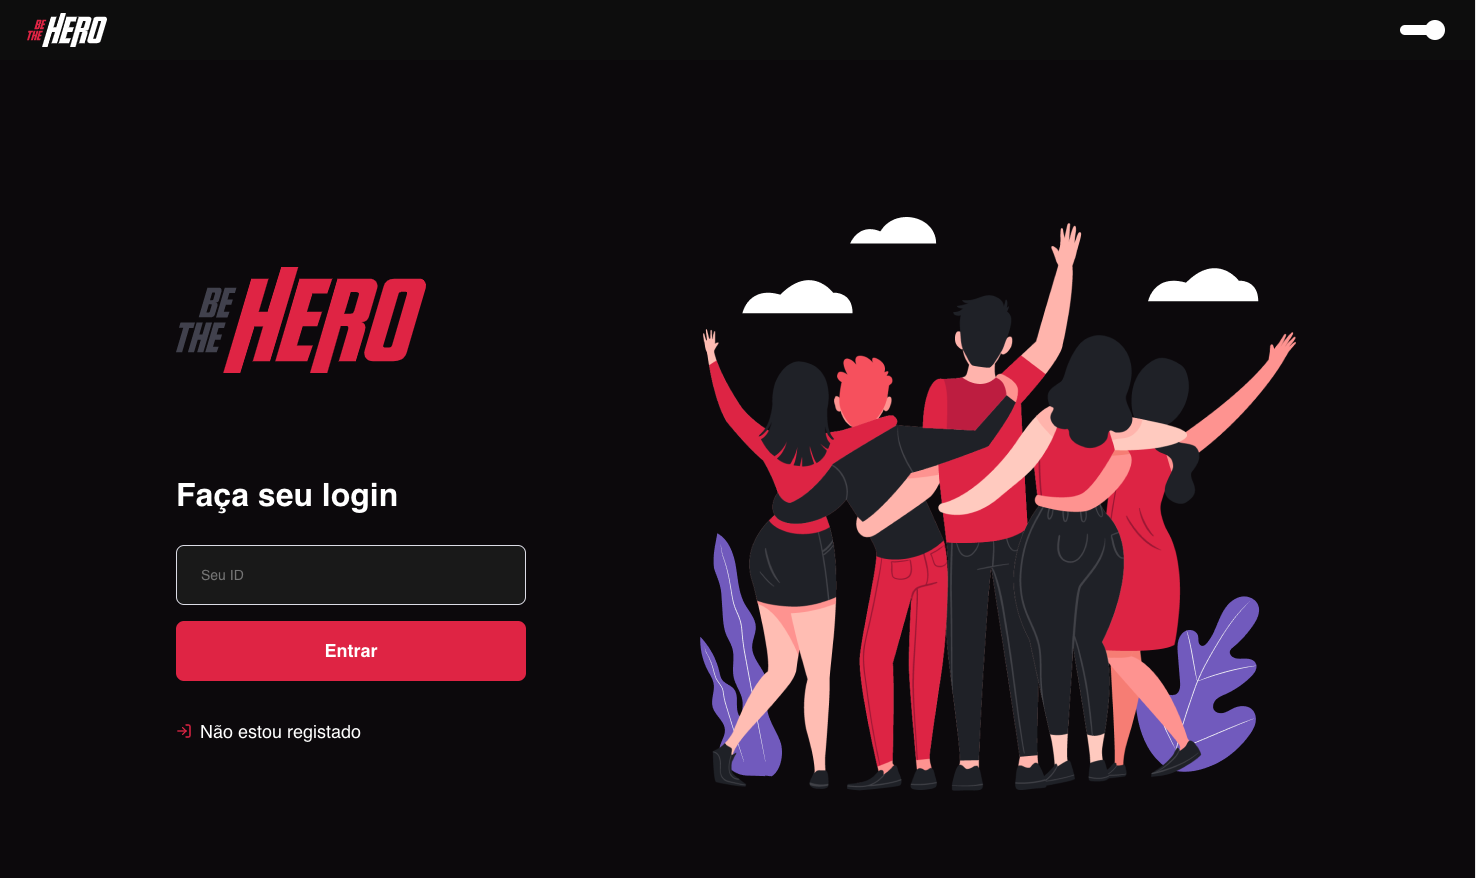 BE
THE HERO
BE
THE HERO
Faça seu login
Seu ID
Entrar
Não estou registado